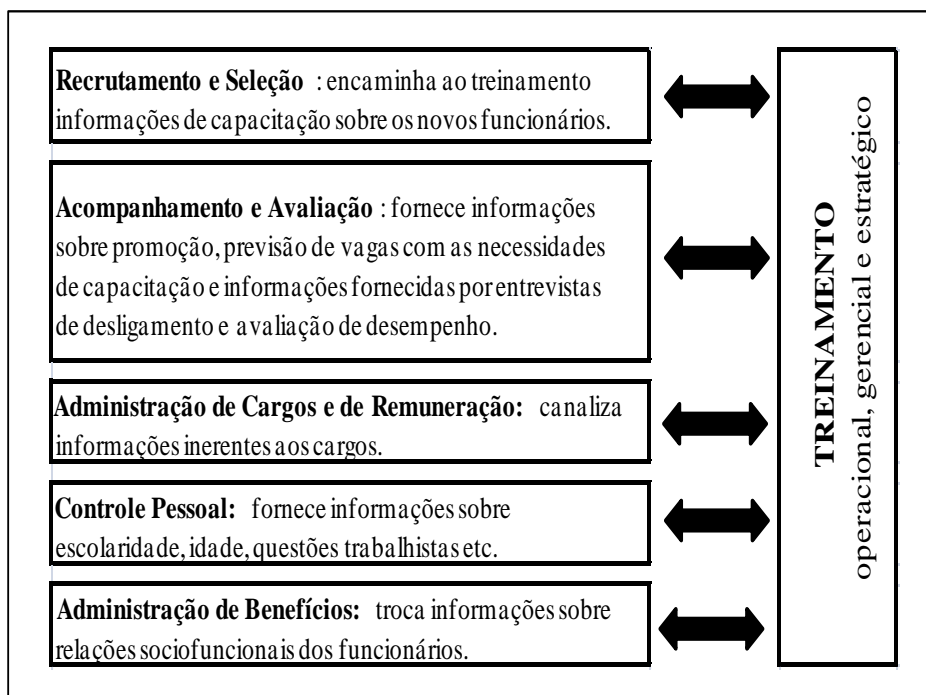 Recrutamento e Seleção : encaminha ao treinamento
informações de capacitação sobre os novos funcionários.
Acompanhamento e Avaliação : fornece informações
sobre promoção, previsão de vagas com as necessidades
de capacitação e informações fornecidas por entrevistas
de desligamento e avaliação de desempenho.
Administração de Cargos e de Remuneração: canaliza
informações inerentes aos cargos.
Controle Pessoal: fornece informações sobre
escolaridade, idade, questões trabalhistas etc.
Administração de Benefícios: troca informações sobre
relações sociofuncionais dos funcionários.
TREINAMENTO
operacional, gerencial e estratégico